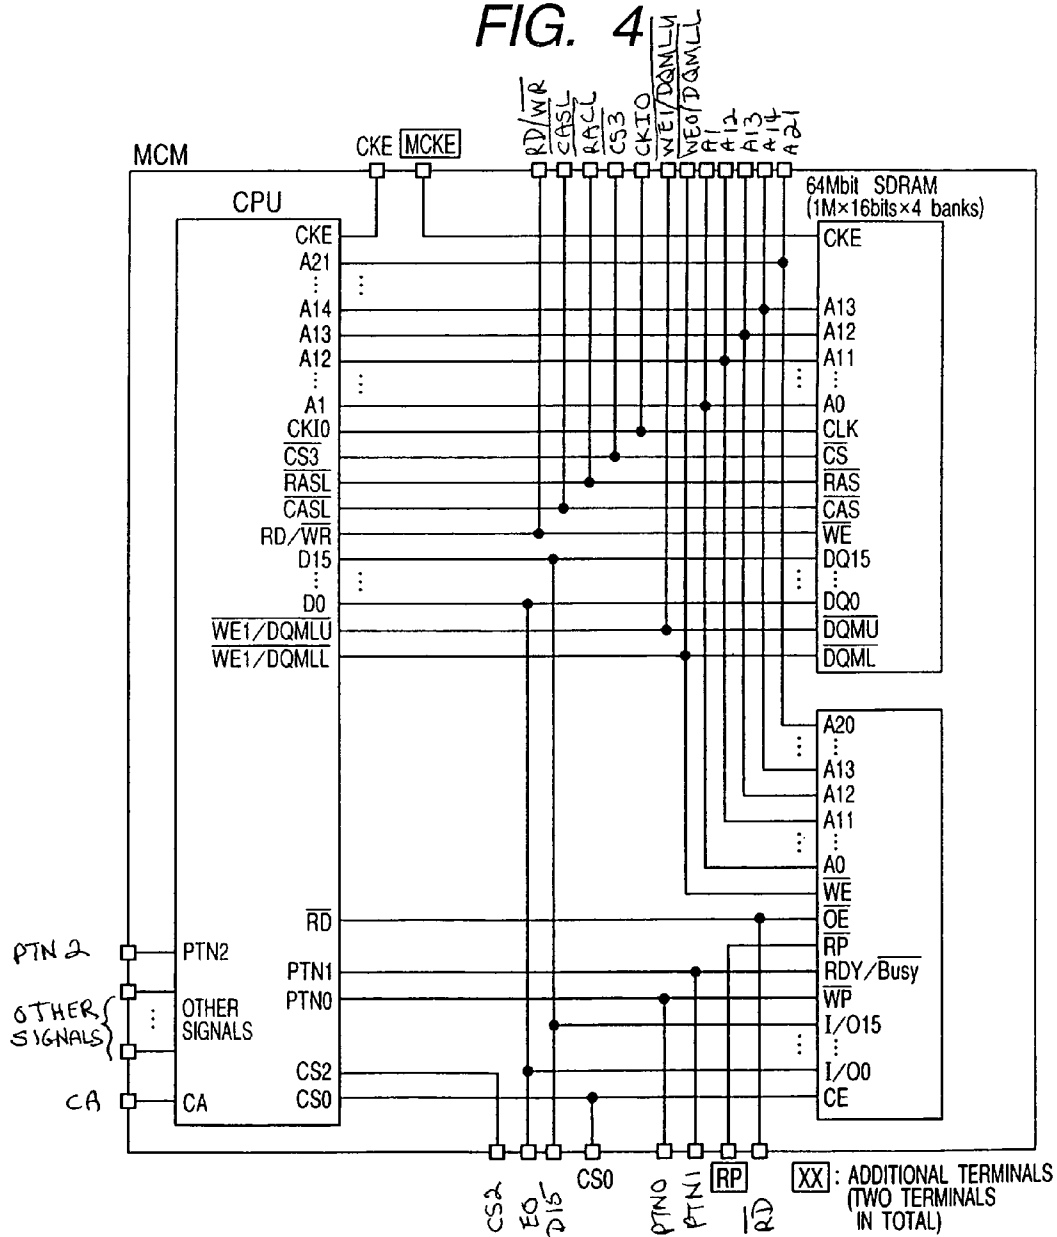 FIG. 4
RD/WR
CASL
RACL
CS3
CKIO
WE1/DQMLU
WE0/DQMLL
A1
A12
A13
A14
A21
MCM
CKE
MCKE
64Mbit SDRAM
(1M×16bits×4 banks)
CPU
CKE
A21
A14
A13
A12
A1
CKI0
CS3
RASL
CASL
RD/WR
D15
D0
WE1/DQMLU
WE1/DQMLL
CKE
A13
A12
A11
A0
CLK
CS
RAS
CAS
WE
DQ15
DQ0
DQMU
DQML
A20
A13
A12
A11
A0
WE
OE
RP
RDY/Busy
WP
I/O15
I/O0
CE
RD
PTN1
PTN0
CS2
CS0
PTN2
PTN2
OTHER
SIGNALS
OTHER
SIGNALS
CA
CA
CS2
E0
D15
CS0
PTN0
PTN1
RP
RD
XX : ADDITIONAL TERMINALS
(TWO TERMINALS
IN TOTAL)